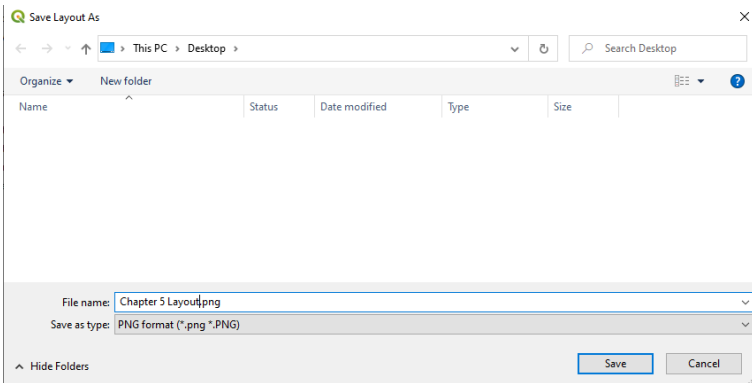 Save Layout As
This PC > Desktop >
Search Desktop
Organize
New folder
Name Status Date modified Type Size
File name: Chapter 5 Layout.png
Save as type: PNG format (*.png *.PNG)
Hide Folders
Save
Cancel